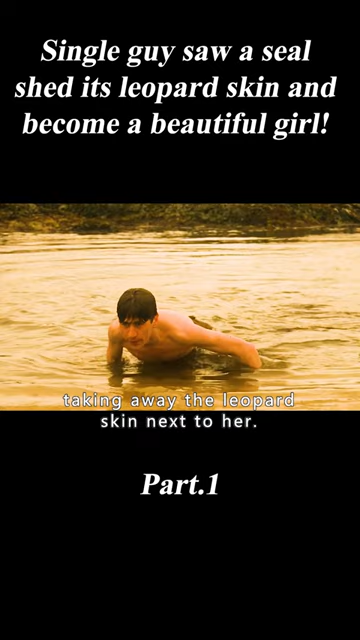 Single guy saw a seal
shed its leopard skin and
become a beautiful girl!
taking away the leopard
skin next to her.
Part.1